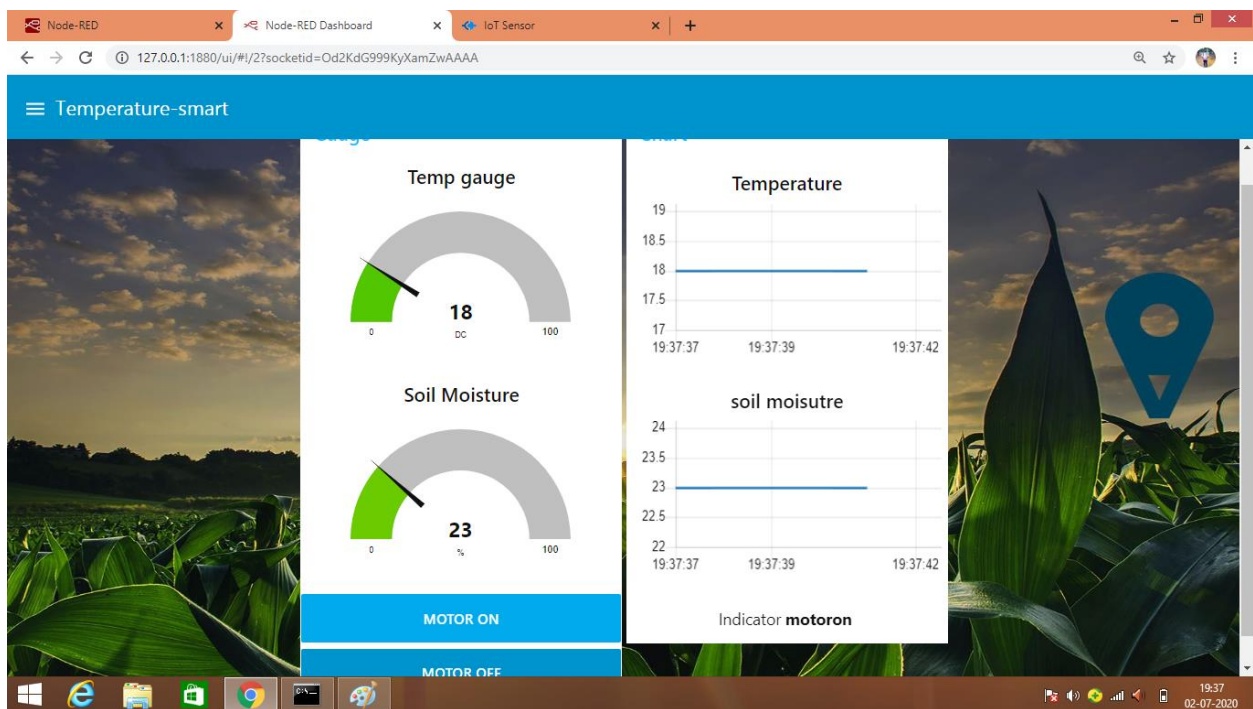 Node-RED
Node-RED Dashboard
IoT Sensor
127.0.0.1:1880/ui/#!/2?socketid=Od2KdG999KyXamZwAAAA
Temperature-smart
Gauge
Temp gauge
18
DC
0
100
Soil Moisture
23
%
0
100
MOTOR ON
MOTOR OFF
Chart
Temperature
19
18.5
18
17.5
17
19:37:37 19:37:39 19:37:42
soil moisutre
24
23.5
23
22.5
22
19:37:37 19:37:39 19:37:42
Indicator motoron
19:37
02-07-2020